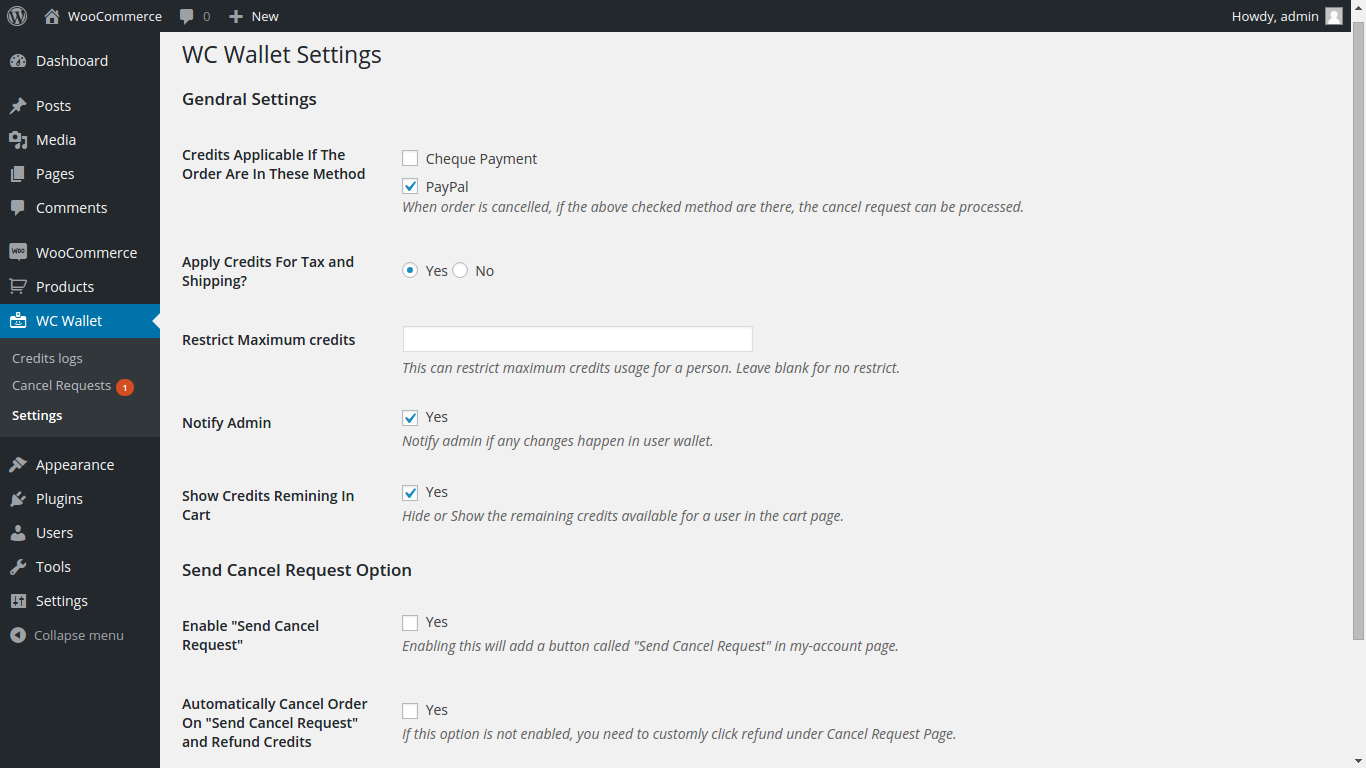 WooCommerce 0 New Howdy, admin
Dashboard
Posts
Media
Pages
Comments
WooCommerce
Products
WC Wallet
Credits logs
Cancel Requests 1
Settings
Appearance
Plugins
Users
Tools
Settings
Collapse menu
WC Wallet Settings
Gendral Settings
Credits Applicable If The
Order Are In These Method
Cheque Payment
PayPal
When order is cancelled, if the above checked method are there, the cancel request can be processed.
Apply Credits For Tax and
Shipping?
Yes No
Restrict Maximum credits
This can restrict maximum credits usage for a person. Leave blank for no restrict.
Notify Admin
Yes
Notify admin if any changes happen in user wallet.
Show Credits Remining In
Cart
Yes
Hide or Show the remaining credits available for a user in the cart page.
Send Cancel Request Option
Enable "Send Cancel
Request"
Yes
Enabling this will add a button called "Send Cancel Request" in my-account page.
Automatically Cancel Order
On "Send Cancel Request"
and Refund Credits
Yes
If this option is not enabled, you need to customly click refund under Cancel Request Page.